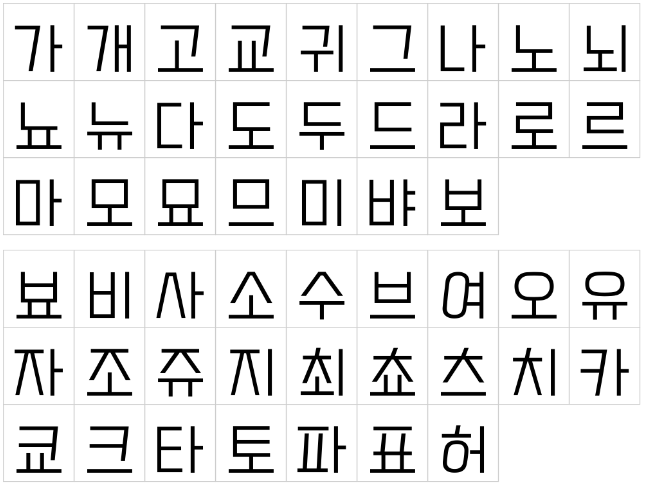 가 개 고 교 귀 그 나 노 뇌
뇨 뉴 다 도 두 드 라 로 르
마 모 묘 므 미 뱌 보
뵤 비 사 소 수 브 여 오 유
자 조 쥬 지 최 쵸 츠 치 카
쿄 크 타 토 파 표 허